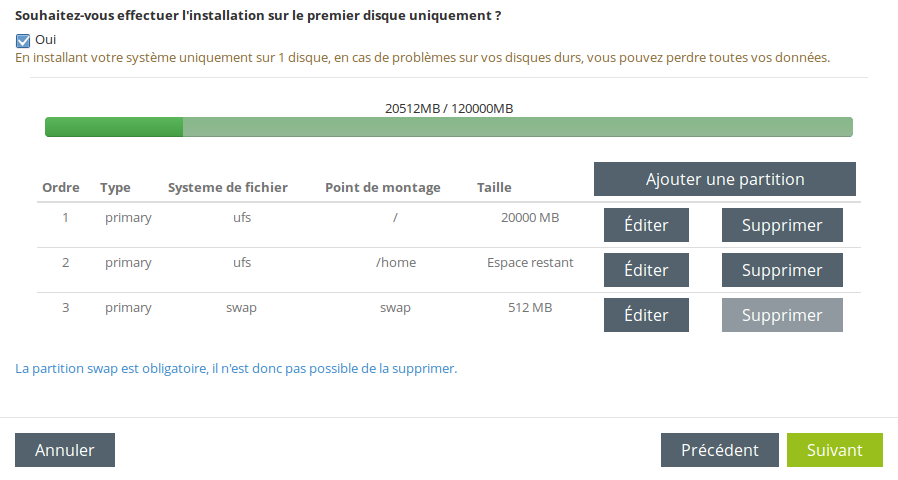 Souhaitez-vous effectuer l'installation sur le premier disque uniquement ?
Oui
En installant votre système uniquement sur 1 disque, en cas de problèmes sur vos disques durs, vous pouvez perdre toutes vos données.
20512MB / 120000MB
Ordre Type Systeme de fichier Point de montage Taille Ajouter une partition
1 primary ufs / 20000 MB Éditer Supprimer
2 primary ufs /home Espace restant Éditer Supprimer
3 primary swap swap 512 MB Éditer Supprimer
La partition swap est obligatoire, il n'est donc pas possible de la supprimer.
Annuler Précédent Suivant